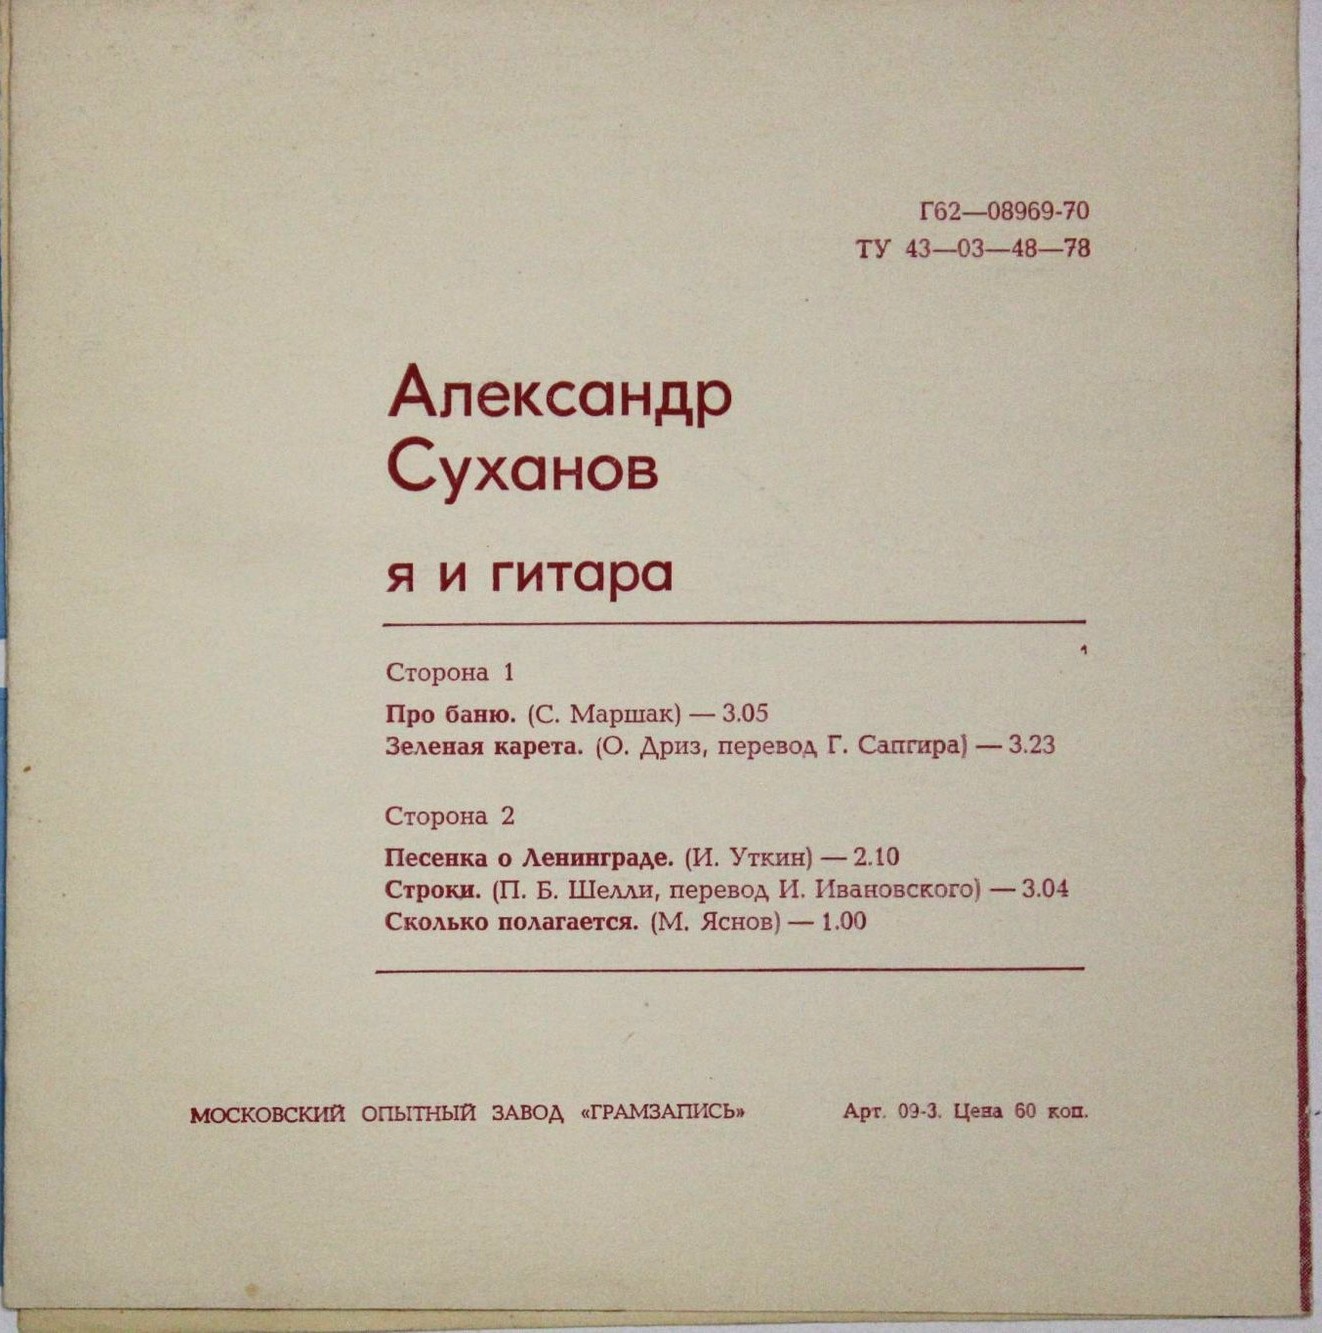 Г62—08969-70
ТУ 43—03—48—78
Александр
Суханов
я и гитара
Сторона 1
Про баню. (С. Маршак) — 3.05
Зеленая карета. (О. Дриз, перевод Г. Сапгира) — 3.23
Сторона 2
Песенка о Ленинграде. (И. Уткин) — 2.10
Строки. (П. Б. Шелли, перевод И. Ивановского) — 3.04
Сколько полагается. (М. Яснов) — 1.00
МОСКОВСКИЙ ОПЫТНЫЙ ЗАВОД «ГРАМЗАПИСЬ» Арт. 09-3. Цена 60 коп.